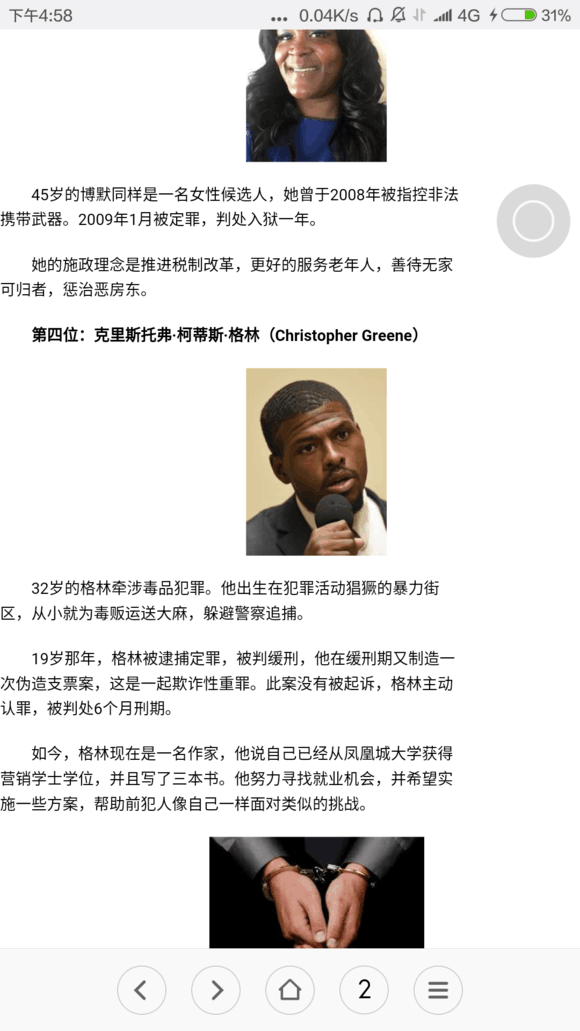 下午4:58 ... 0.04K/s 4G 31%
45岁的博默同样是一名女性候选人，她曾于2008年被指控非法
携带武器。2009年1月被定罪，判处入狱一年。
她的施政理念是推进税制改革，更好的服务老年人，善待无家
可归者，惩治恶房东。
第四位：克里斯托弗·柯蒂斯·格林（Christopher Greene）
32岁的格林牵涉毒品犯罪。他出生在犯罪活动猖獗的暴力街
区，从小就为毒贩运送大麻，躲避警察追捕。
19岁那年，格林被逮捕定罪，被判缓刑，他在缓刑期又制造一
次伪造支票案，这是一起欺诈性重罪。此案没有被起诉，格林主动
认罪，被判处6个月刑期。
如今，格林现在是一名作家，他说自己已经从凤凰城大学获得
营销学士学位，并且写了三本书。他努力寻找就业机会，并希望实
施一些方案，帮助前犯人像自己一样面对类似的挑战。
2